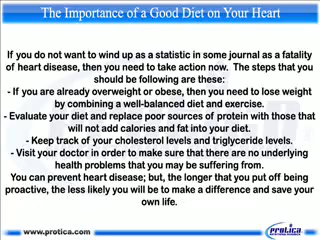 The Importance of a Good Diet on Your Heart
If you do not want to wind up as a statistic in some journal as a fatality
of heart disease, then you need to take action now.  The steps that you
should be following are these:
- If you are already overweight or obese, then you need to lose weight
by combining a well-balanced diet and exercise.
- Evaluate your diet and replace poor sources of protein with those that
will not add calories and fat into your diet.
- Keep track of your cholesterol levels and triglyceride levels.
- Visit your doctor in order to make sure that there are no underlying
health problems that you may be suffering from.
You can prevent heart disease; but, the longer that you put off being
proactive, the less likely you will be to make a difference and save your
own life.
www.protica.com
protica